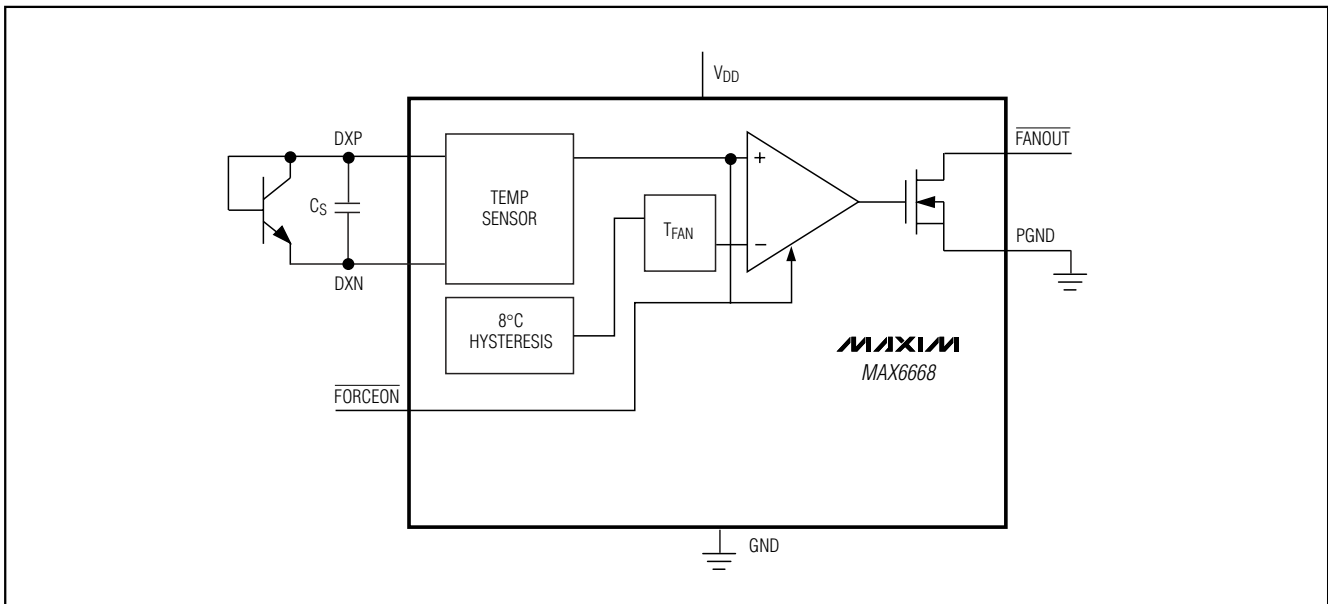 V_DD
DXP
FANOUT
C_S
TEMP
SENSOR
T_FAN
+
−
PGND
DXN
8°C
HYSTERESIS
MAXIM
MAX6668
FORCEON
GND